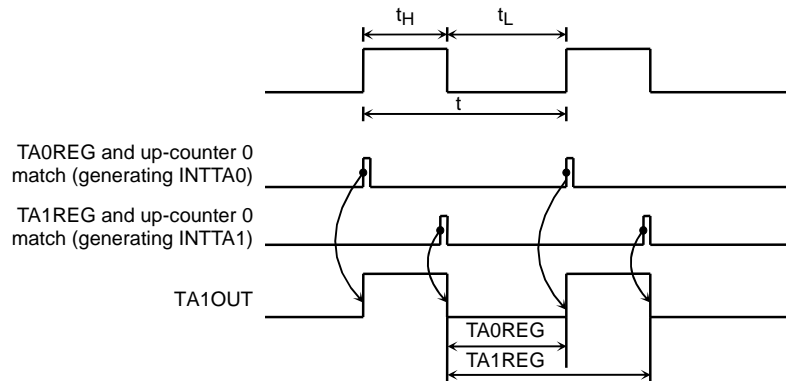 tH
tL
t
TA0REG and up-counter 0
match (generating INTTA0)
TA1REG and up-counter 0
match (generating INTTA1)
TA1OUT
TA0REG
TA1REG